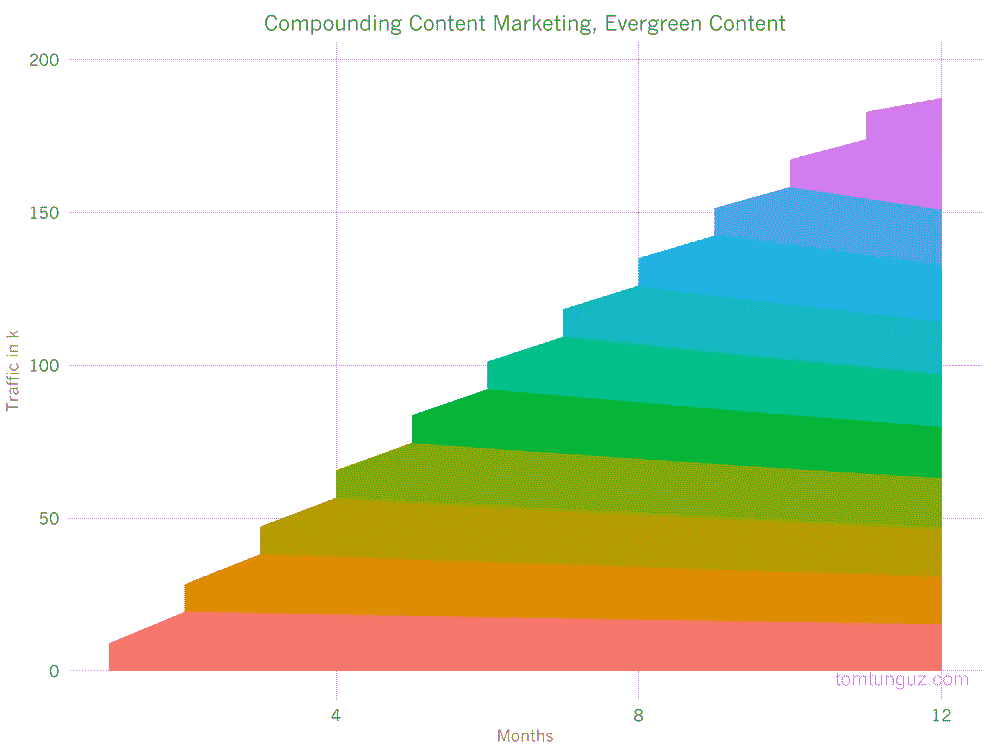 Compounding Content Marketing, Evergreen Content
200
150
100
50
0
Traffic in k
4
8
12
Months
tomtunguz.com